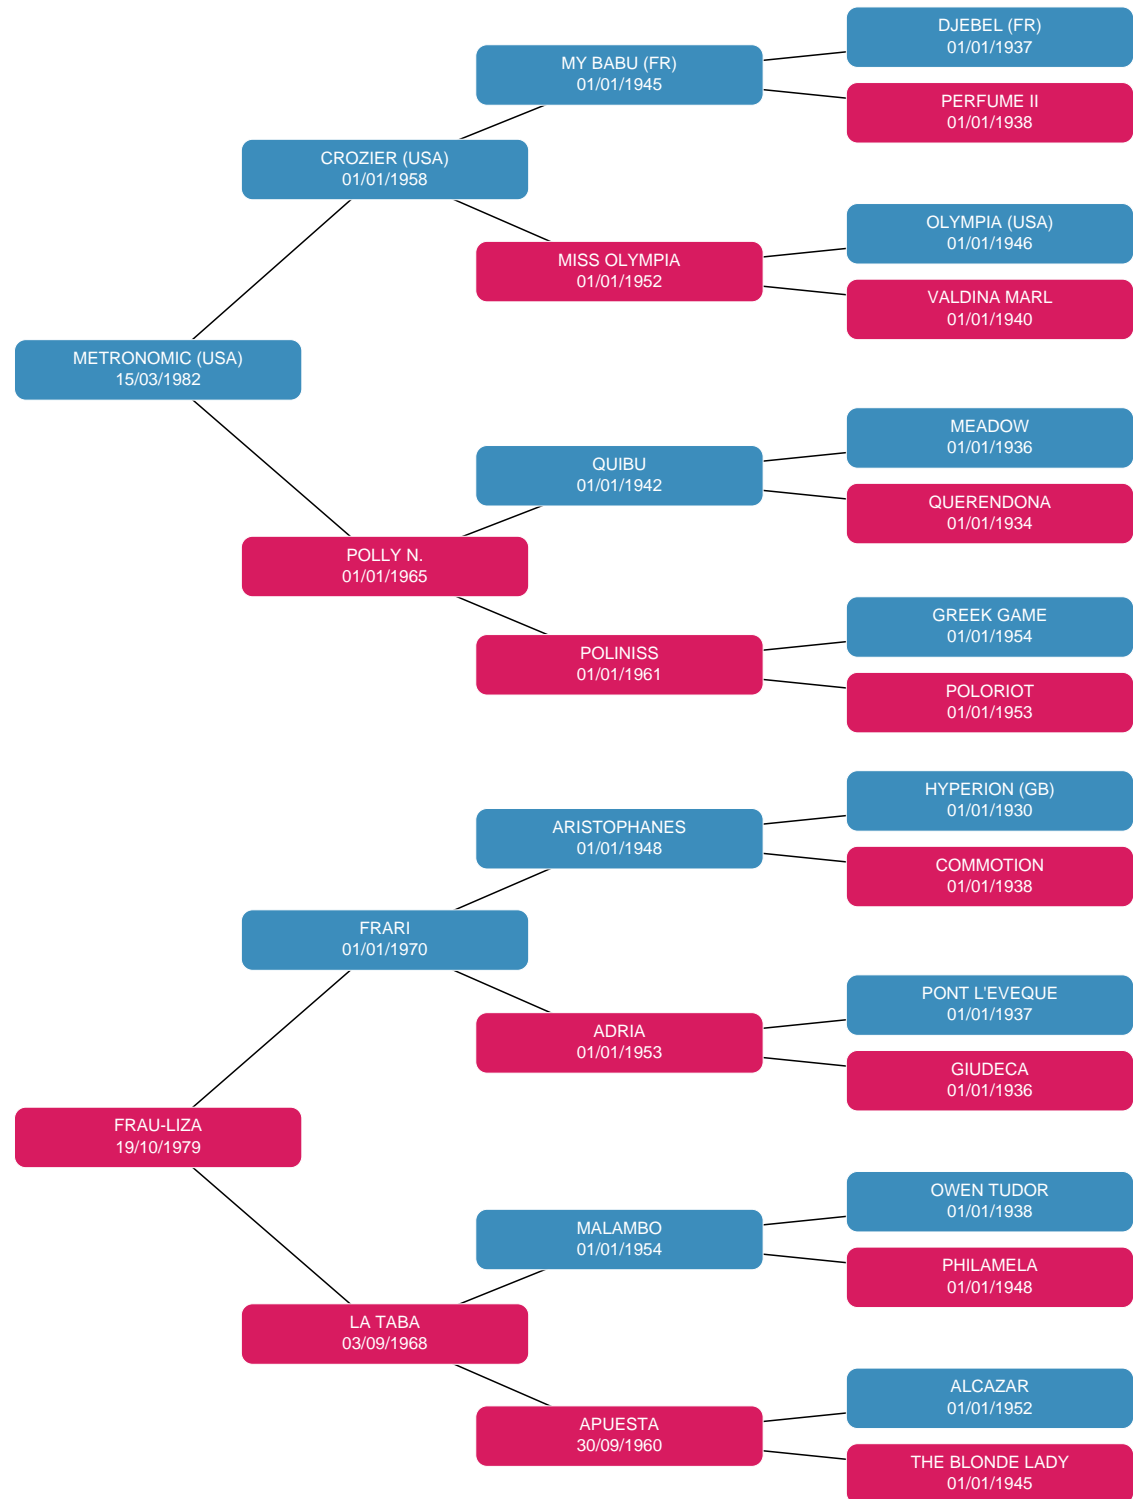 DJEBEL (FR)
01/01/1937
MY BABU (FR)
01/01/1945
PERFUME II
01/01/1938
CROZIER (USA)
01/01/1958
OLYMPIA (USA)
01/01/1946
MISS OLYMPIA
01/01/1952
VALDINA MARL
01/01/1940
METRONOMIC (USA)
15/03/1982
MEADOW
01/01/1936
QUIBU
01/01/1942
QUERENDONA
01/01/1934
POLLY N.
01/01/1965
GREEK GAME
01/01/1954
POLINISS
01/01/1961
POLORIOT
01/01/1953
HYPERION (GB)
01/01/1930
ARISTOPHANES
01/01/1948
COMMOTION
01/01/1938
FRARI
01/01/1970
PONT L'EVEQUE
01/01/1937
ADRIA
01/01/1953
GIUDECA
01/01/1936
FRAU-LIZA
19/10/1979
OWEN TUDOR
01/01/1938
MALAMBO
01/01/1954
PHILAMELA
01/01/1948
LA TABA
03/09/1968
ALCAZAR
01/01/1952
APUESTA
30/09/1960
THE BLONDE LADY
01/01/1945